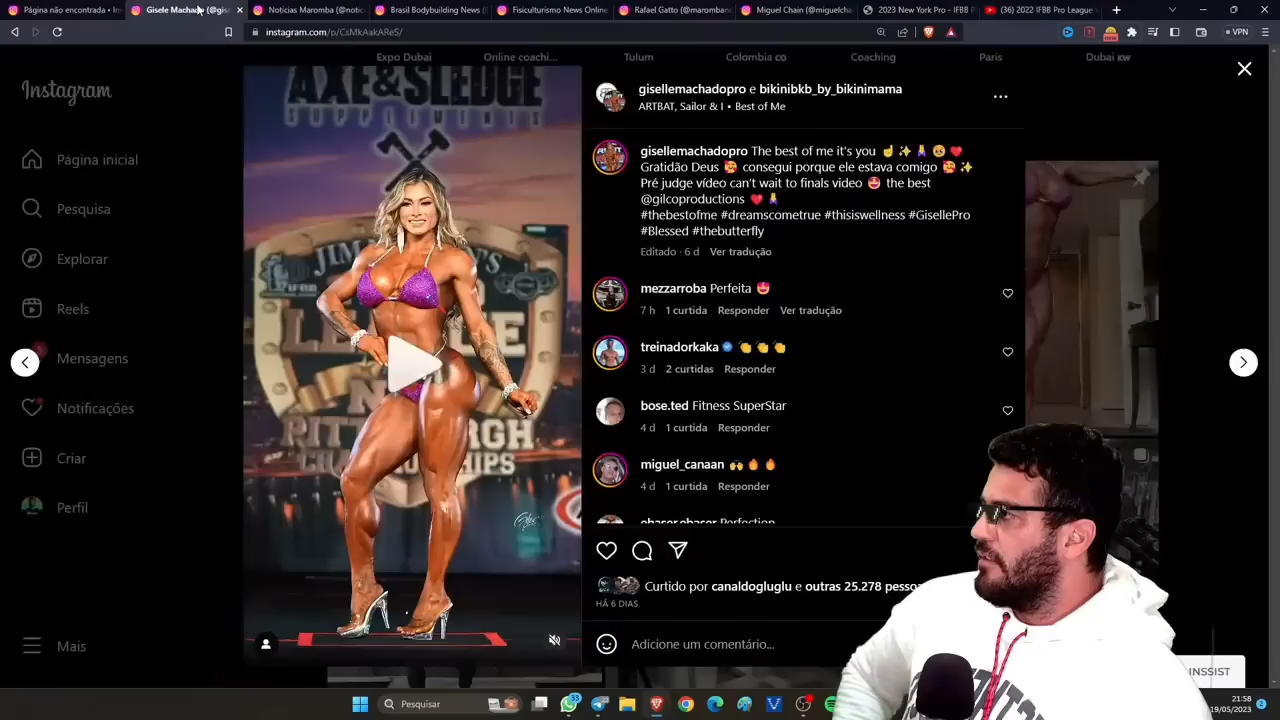 Página não encontrada • In
Gisele Macha
Noticias Maromba (@notic
Brasil Bodybuilding News (
Fisiculturismo News Online
Rafael Gatto (@maromban
Miguel Chain (@miguelcha
2023 New York Pro - IFBB P
(36) 2022 IFBB Pro League
instagram.com/p/CsMkAakAReS/
VPN
Expo Dubai
Online coachi...
Tulum
Colombia co
Coaching
Paris
Dubai
Instagram
Página inicial
Pesquisa
Explorar
Reels
Mensagens
Notificações
Criar
Perfil
Mais
AXE & SLEDGE
SUPPLEMENTS
PITTSBURGH
CHAMPIONSHIPS
gisellemachadopro e bikinibkb_by_bikinimama
ARTBAT, Sailor & I • Best of Me
gisellemachadopro The best of me it's you ☝✨
Gratidão Deus 🥰 consegui porque ele estava comigo 🥰 ✨
Pré judge vídeo can't wait to finals video 🤩 the best
@gilcoproductions ❤️
#thebestofme #dreamscometrue #thisiswellness #GisellePro
#Blessed #thebutterfly
Editado · 6 d Ver tradução
mezzarroba Perfeita 🤩
7 h 1 curtida Responder Ver tradução
treinadorkaka 👏 👏 👏
3 d 2 curtidas Responder
bose.ted Fitness SuperStar
4 d 1 curtida Responder
miguel_canaan 🙌 🔥 🔥
4 d 1 curtida Responder
Curtido por canaldogluglu e outras 25.278 pesso
HÁ 6 DIAS
Adicione um comentário...
INSSIST
Pesquisar
33
21:58
19/05/2023
2